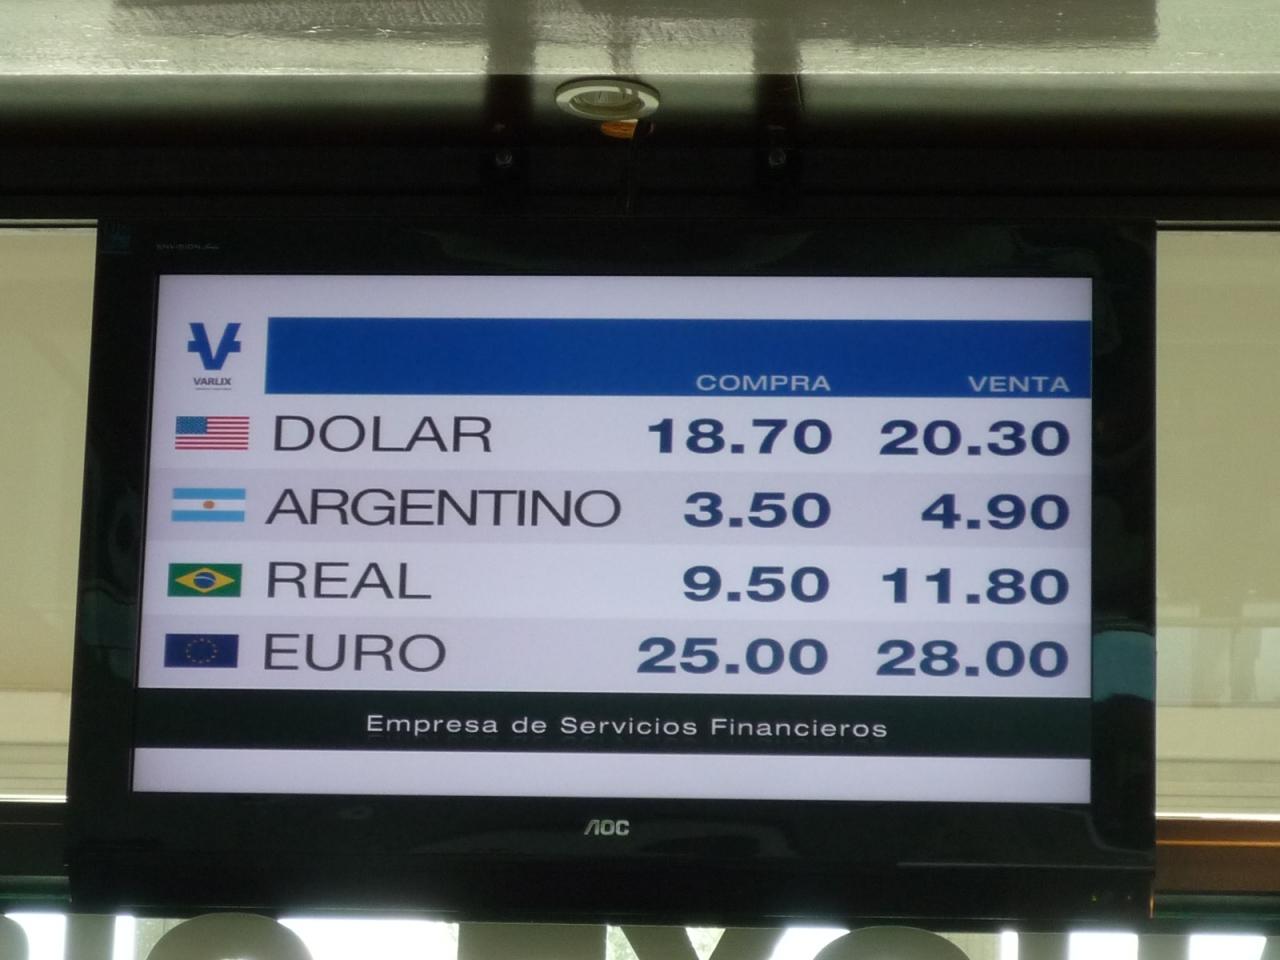 ENVISION
VARLIX
COMPRA VENTA
DOLAR 18.70 20.30
ARGENTINO 3.50 4.90
REAL 9.50 11.80
EURO 25.00 28.00
Empresa de Servicios Financieros
AOC